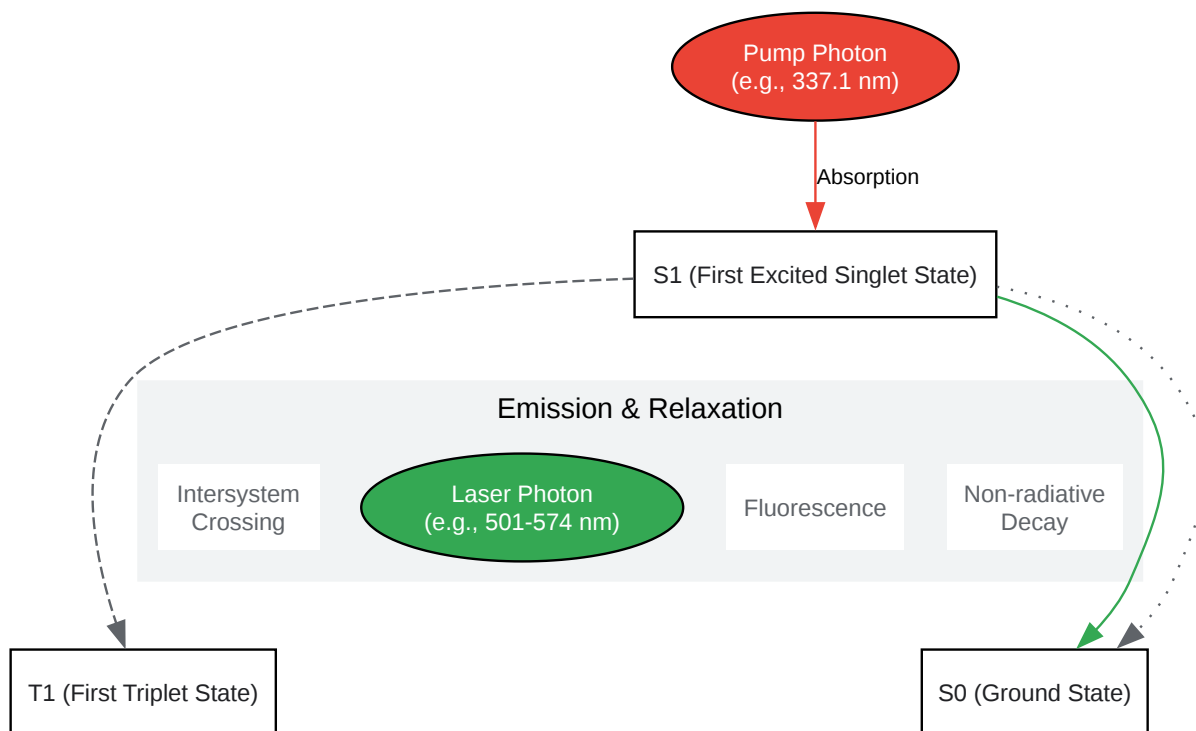 Pump Photon
(e.g., 337.1 nm)
Absorption
S1 (First Excited Singlet State)
Emission & Relaxation
Intersystem
Crossing
Laser Photon
(e.g., 501-574 nm)
Fluorescence
Non-radiative
Decay
T1 (First Triplet State)
S0 (Ground State)